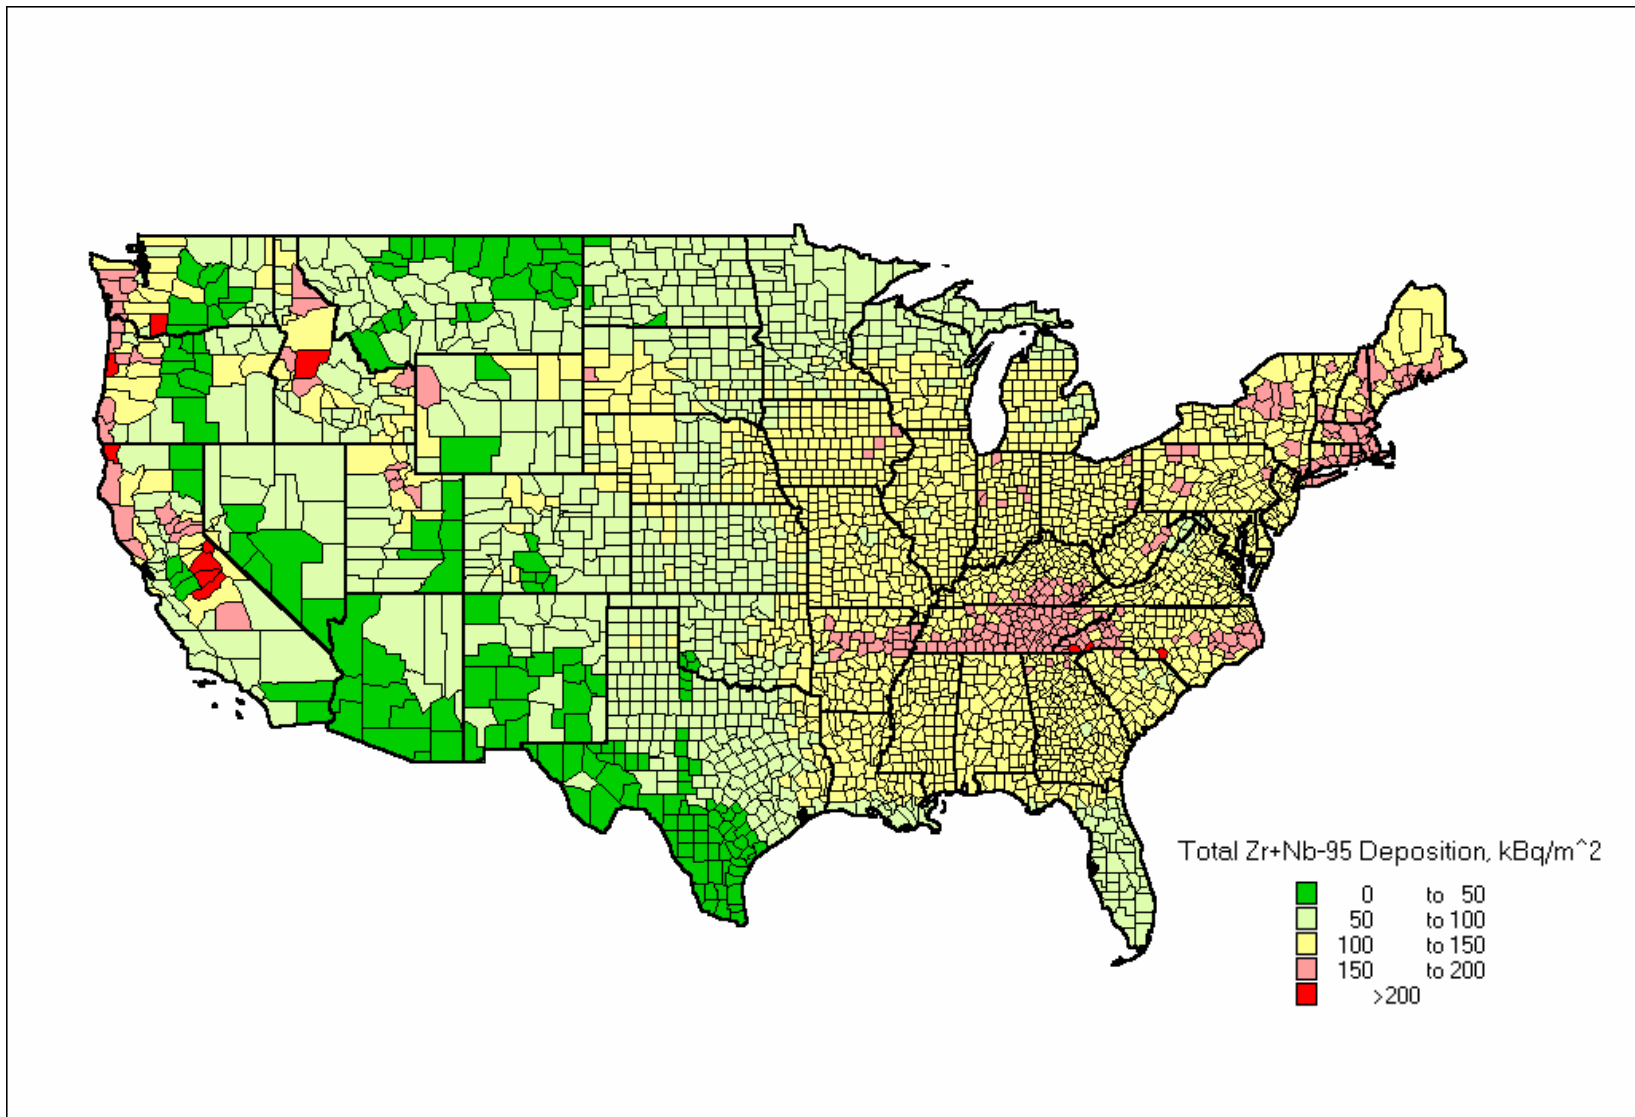 Total Zr+Nb-95 Deposition, kBq/m^2
0 to 50
50 to 100
100 to 150
150 to 200
>200